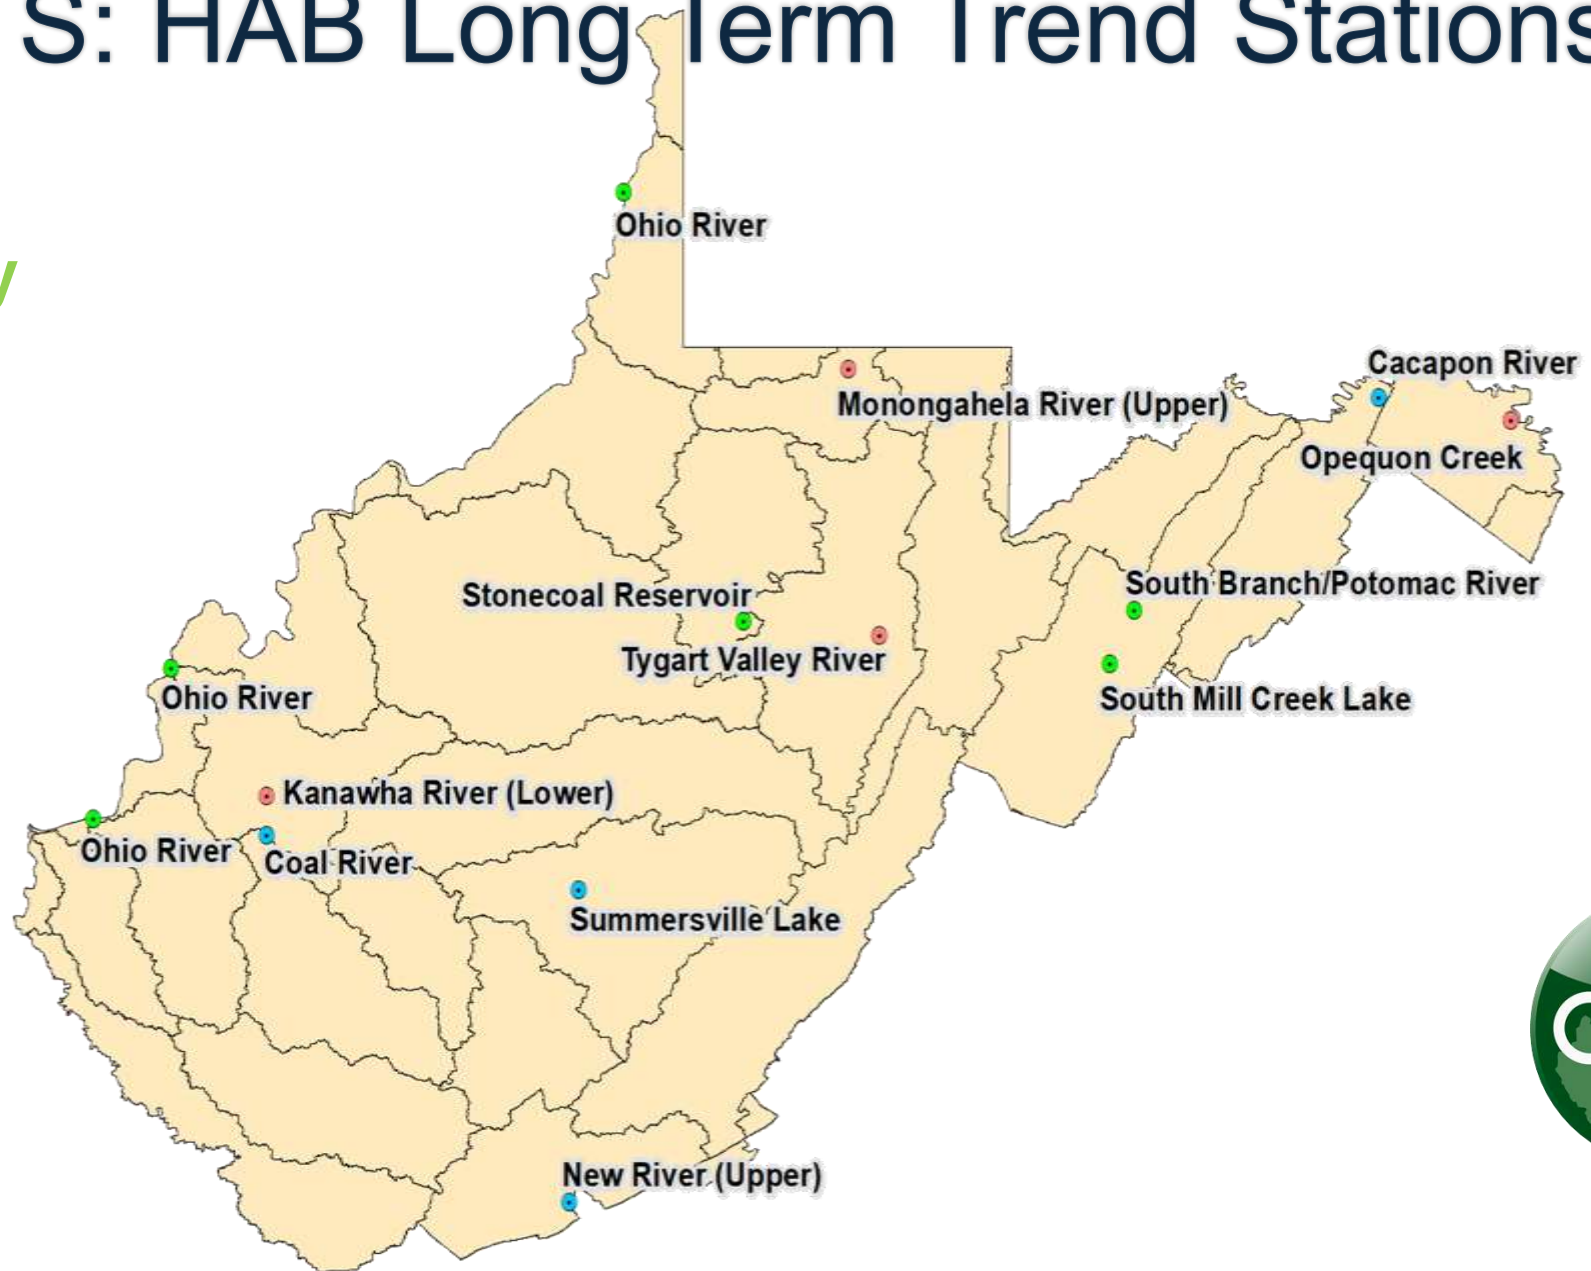 S: HAB Long Term Trend Stations
Ohio River
y
Cacapon River
Monongahela River (Upper)
Opequon Creek
South Branch/Potomac River
Stonecoal Reservoir
Tygart Valley River
Ohio River
South Mill Creek Lake
Kanawha River (Lower)
Ohio River
Coal River
Summersville Lake
New River (Upper)